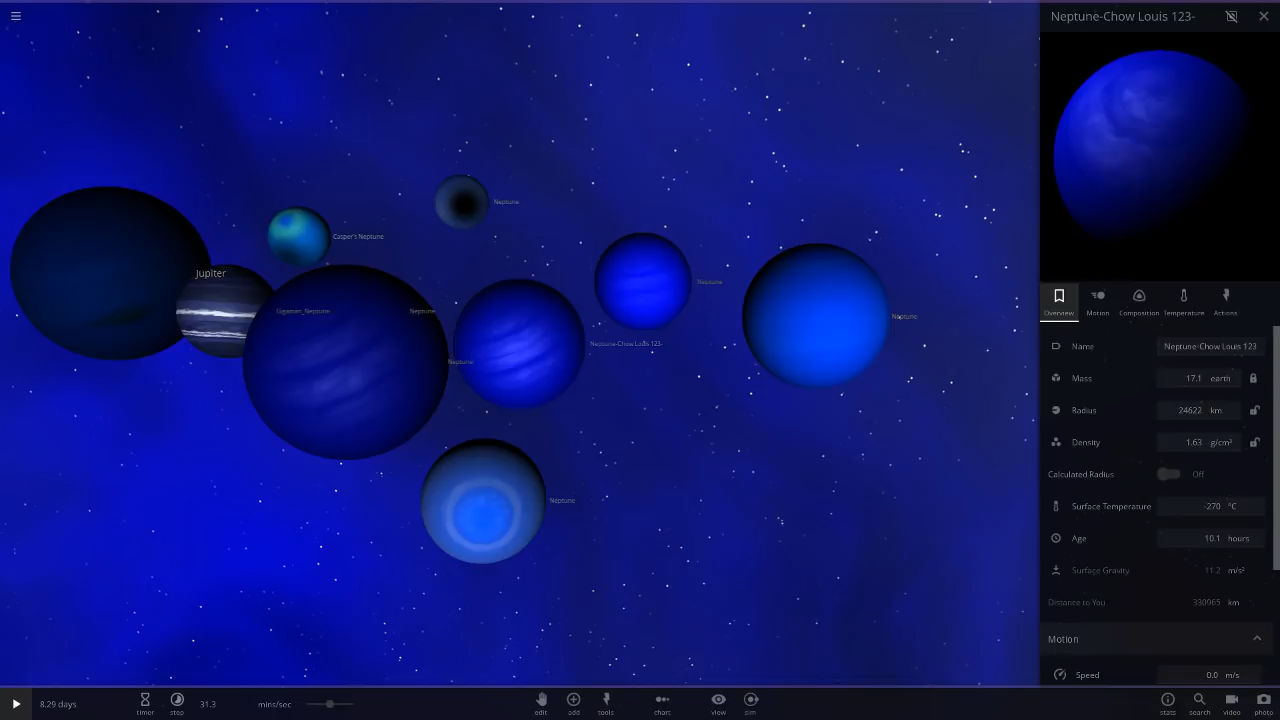 Neptune-Chow Louis 123-
Neptune
Casper's Neptune
Jupiter
Neptune
Gigaman_Neptune
Neptune
Neptune
Neptune-Chow Louis 123-
Neptune
Neptune
Overview
Motion
Composition
Temperature
Actions
Name
Neptune-Chow Louis 123
Mass
17.1 earth
Radius
24622 km
Density
1.63 g/cm³
Calculated Radius
Off
Surface Temperature
-270 °C
Age
10.1 hours
Surface Gravity
11.2 m/s²
Distance to You
330965 km
Motion
Speed
0.0 m/s
8.29 days
timer
step
31.3
mins/sec
edit
add
tools
chart
view
sim
stats
search
video
photo